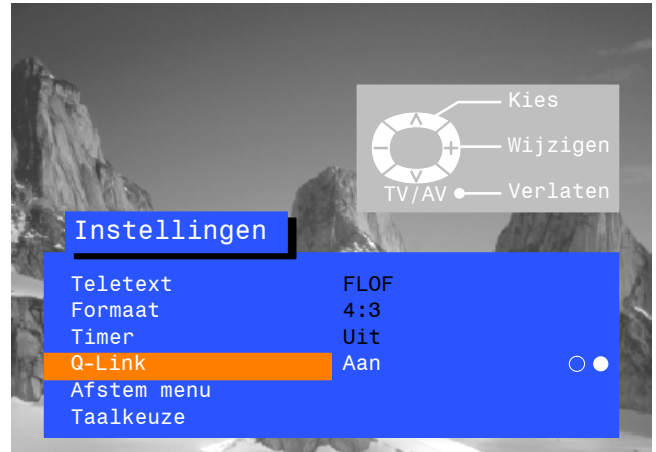 Kies
Wijzigen
TV/AV Verlaten
Instellingen
Teletext FLOF
Formaat 4:3
Timer Uit
Q-Link Aan
Afstem menu
Taalkeuze